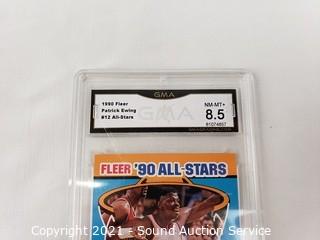 GMA
1990 Fleer
Patrick Ewing
#12 All-Stars
GMA
NM-MT+
8.5
FLEER '90 ALL-STARS
Copyright 2021 - Sound Auction Service